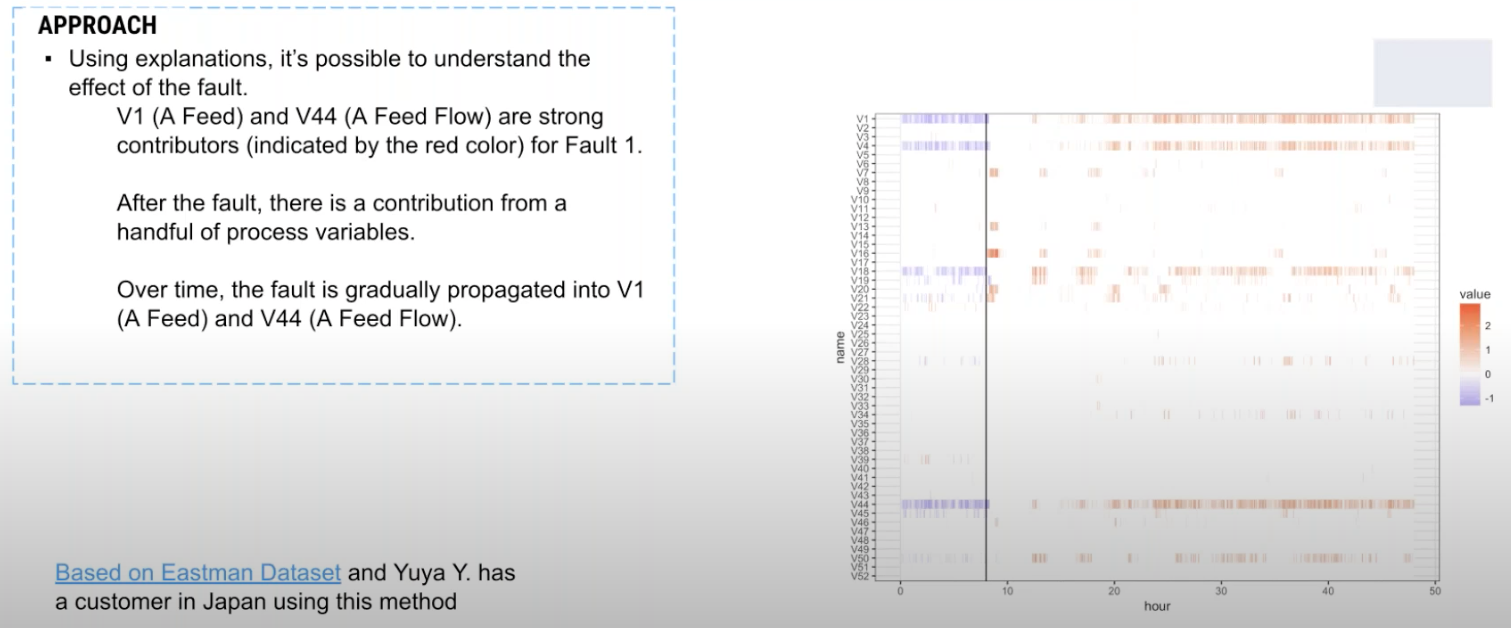 APPROACH
▪ Using explanations, it's possible to understand the
effect of the fault.
V1 (A Feed) and V44 (A Feed Flow) are strong
contributors (indicated by the red color) for Fault 1.
After the fault, there is a contribution from a
handful of process variables.
Over time, the fault is gradually propagated into V1
(A Feed) and V44 (A Feed Flow).
Based on Eastman Dataset and Yuya Y. has
a customer in Japan using this method
name
V1
V2
V3
V4
V5
V6
V7
V8
V9
V10
V11
V12
V13
V14
V15
V16
V17
V18
V19
V20
V21
V22
V23
V24
V25
V26
V27
V28
V29
V30
V31
V32
V33
V34
V35
V36
V37
V38
V39
V40
V41
V42
V43
V44
V45
V46
V47
V48
V49
V50
V51
V52
0 10 20 30 40 50
hour
value
2
1
0
-1